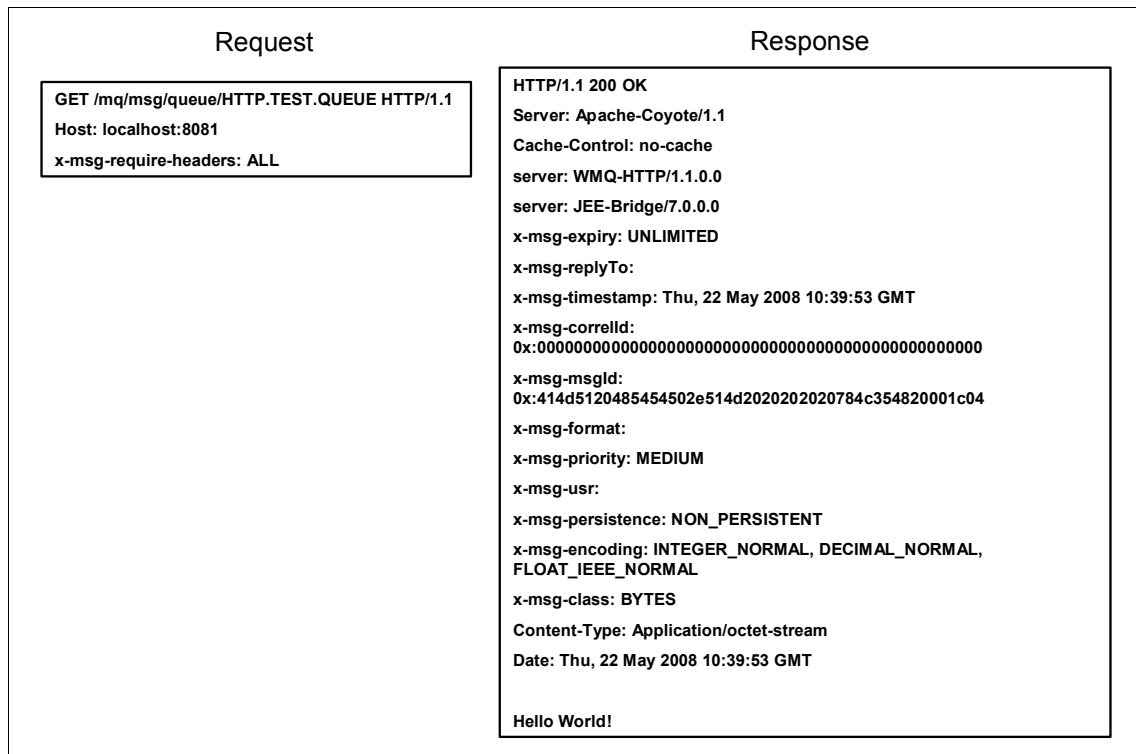 Request
GET /mq/msg/queue/HTTP.TEST.QUEUE HTTP/1.1
Host: localhost:8081
x-msg-require-headers: ALL
Response
HTTP/1.1 200 OK
Server: Apache-Coyote/1.1
Cache-Control: no-cache
server: WMQ-HTTP/1.1.0.0
server: JEE-Bridge/7.0.0.0
x-msg-expiry: UNLIMITED
x-msg-replyTo:
x-msg-timestamp: Thu, 22 May 2008 10:39:53 GMT
x-msg-correlId:
0x:000000000000000000000000000000000000000000000000
x-msg-msgId:
0x:414d5120485454502e514d2020202020784c354820001c04
x-msg-format:
x-msg-priority: MEDIUM
x-msg-usr:
x-msg-persistence: NON_PERSISTENT
x-msg-encoding: INTEGER_NORMAL, DECIMAL_NORMAL,
FLOAT_IEEE_NORMAL
x-msg-class: BYTES
Content-Type: Application/octet-stream
Date: Thu, 22 May 2008 10:39:53 GMT
Hello World!